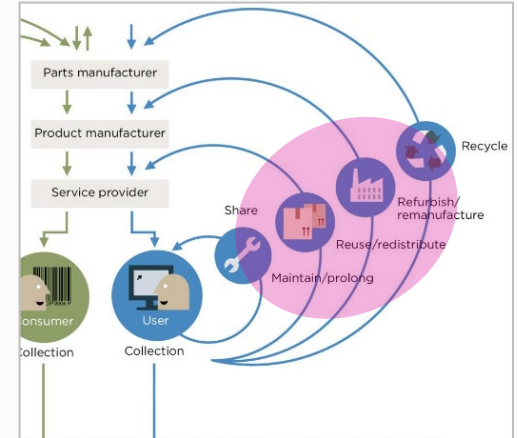 Parts manufacturer
Product manufacturer
Service provider
Recycle
Refurbish/
remanufacture
Share
Reuse/redistribute
Maintain/prolong
onsumer
User
ollection
Collection